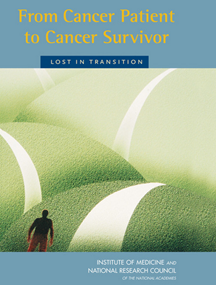 From Cancer Patient
to Cancer Survivor
LOST IN TRANSITION
INSTITUTE OF MEDICINE AND
NATIONAL RESEARCH COUNCIL
OF THE NATIONAL ACADEMIES